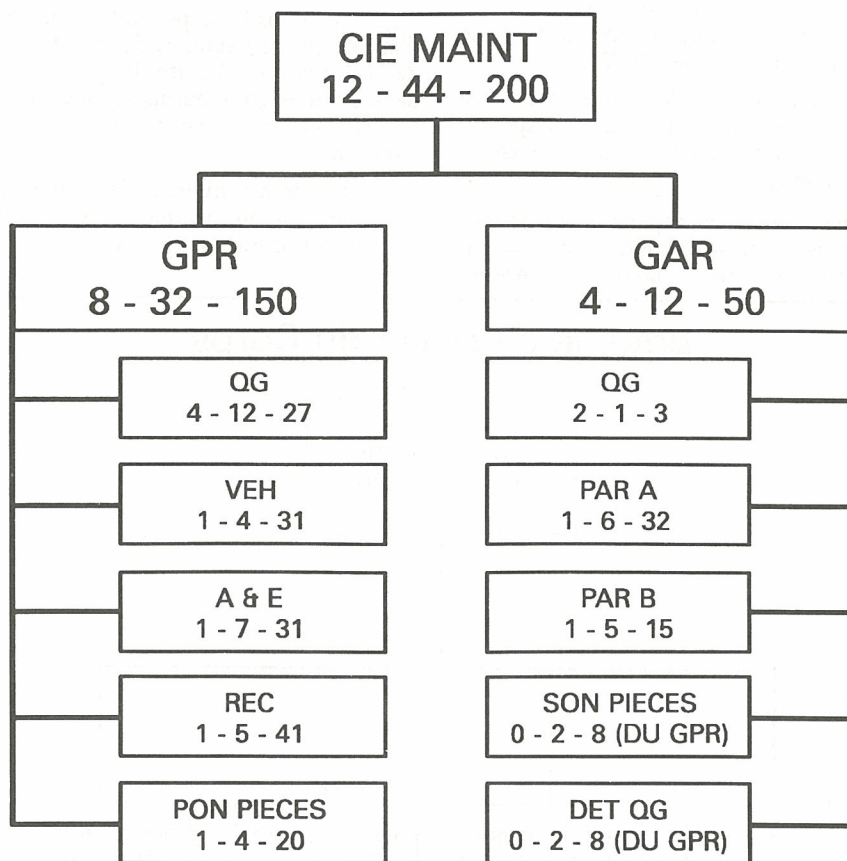 CIE MAINT
12 - 44 - 200
GPR
8 - 32 - 150
QG
4 - 12 - 27
VEH
1 - 4 - 31
A & E
1 - 7 - 31
REC
1 - 5 - 41
PON PIECES
1 - 4 - 20
GAR
4 - 12 - 50
QG
2 - 1 - 3
PAR A
1 - 6 - 32
PAR B
1 - 5 - 15
SON PIECES
0 - 2 - 8 (DU GPR)
DET QG
0 - 2 - 8 (DU GPR)